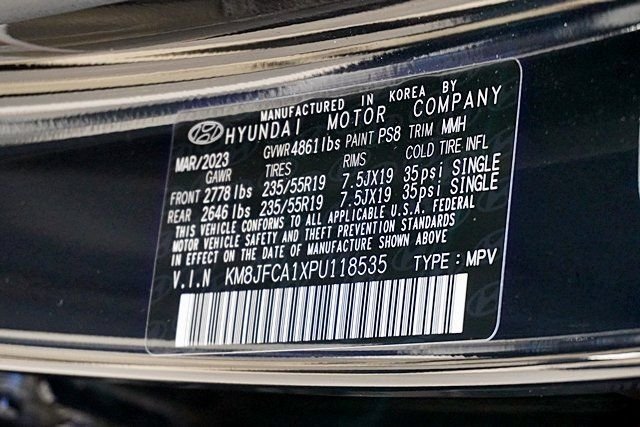 MANUFACTURED IN KOREA BY
HYUNDAI MOTOR COMPANY
MAR/2023 GVWR 4861 lbs PAINT PS8 TRIM MMH
GAWR TIRES RIMS COLD TIRE INFL
FRONT 2778 lbs 235/55R19 7.5JX19 35psi SINGLE
REAR 2646 lbs 235/55R19 7.5JX19 35psi SINGLE
THIS VEHICLE CONFORMS TO ALL APPLICABLE U.S.A. FEDERAL
MOTOR VEHICLE SAFETY AND THEFT PREVENTION STANDARDS
IN EFFECT ON THE DATE OF MANUFACTURE SHOWN ABOVE
V.I.N KM8JFCA1XPU118535 TYPE : MPV